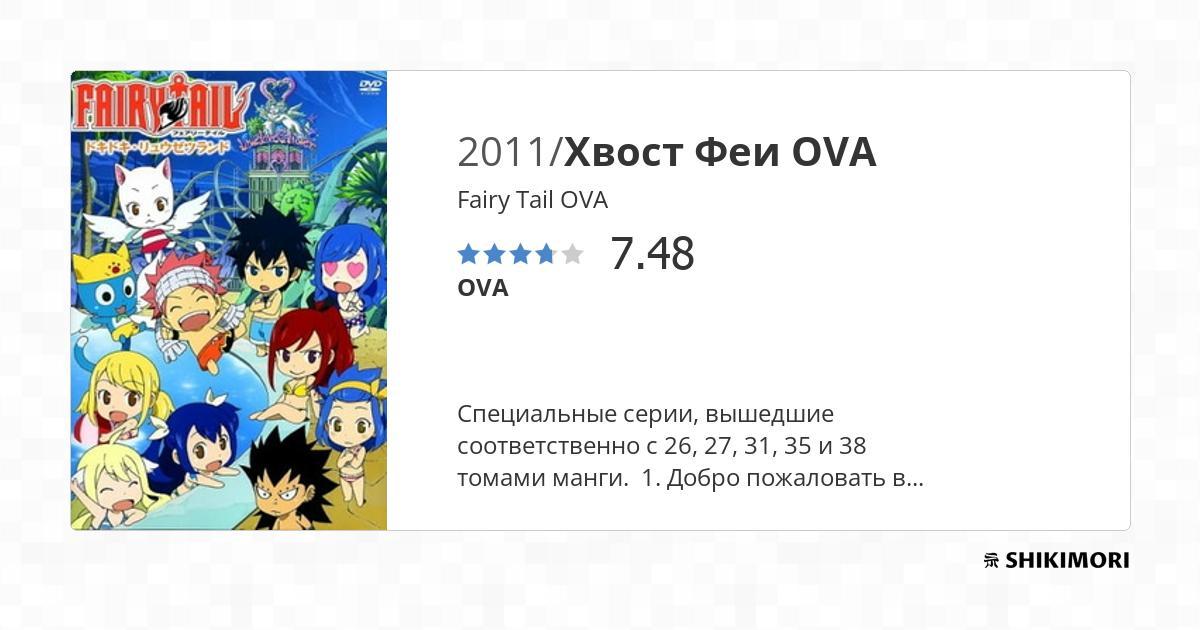 FAIRY TAIL
フェアリーテイル
DVD
ドキドキ・リュウゼツランド
2011/Хвост Феи OVA
Fairy Tail OVA
7.48
OVA
Специальные серии, вышедшие
соответственно с 26, 27, 31, 35 и 38
томами манги. 1. Добро пожаловать в...
SHIKIMORI